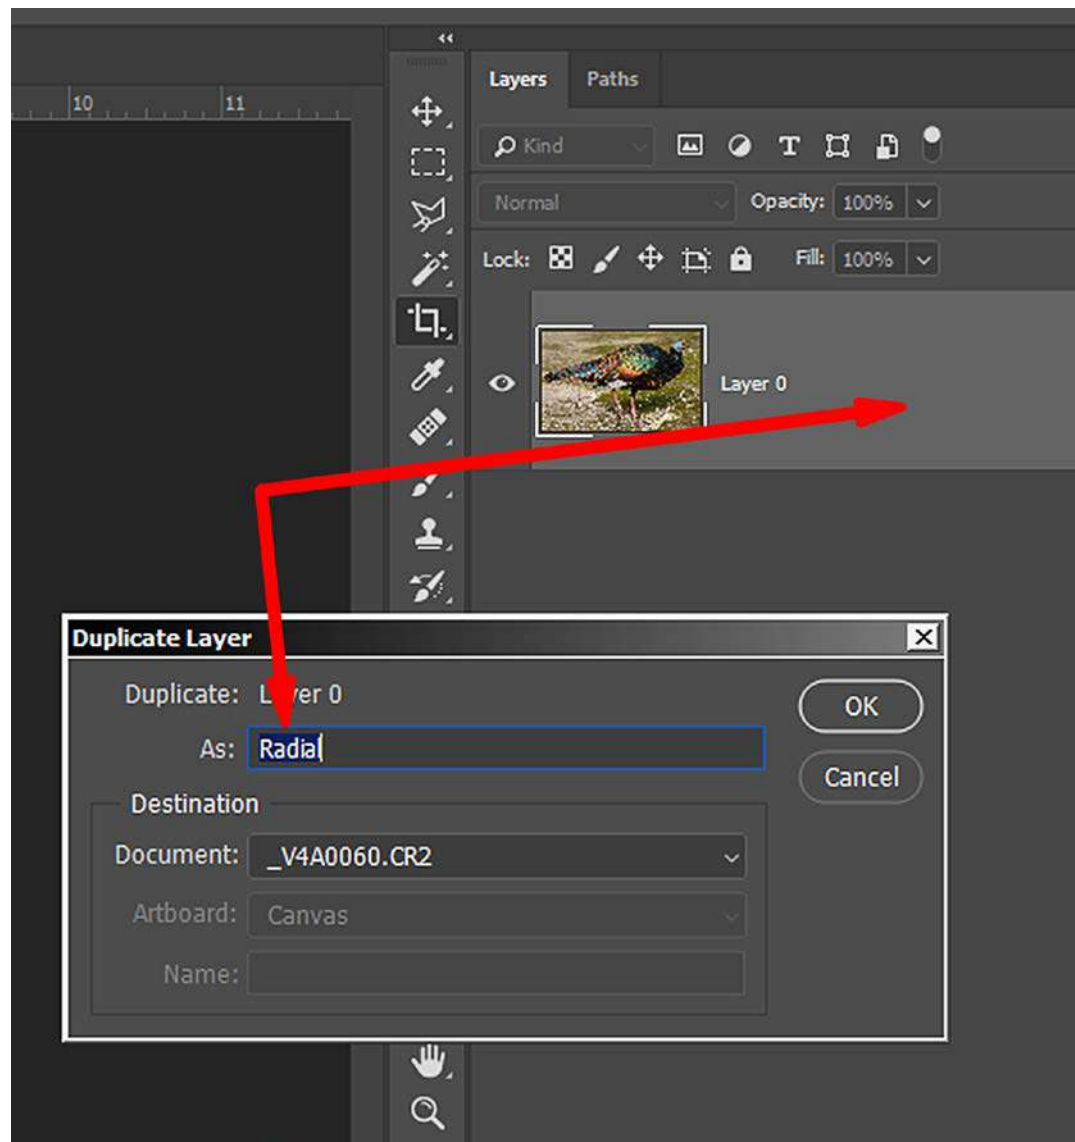 10 11
Layers Paths
Kind T
Normal Opacity: 100%
Lock: Fill: 100%
Layer 0
Duplicate Layer
Duplicate: Layer 0
OK
As: Radial
Cancel
Destination
Document: _V4A0060.CR2
Artboard: Canvas
Name: